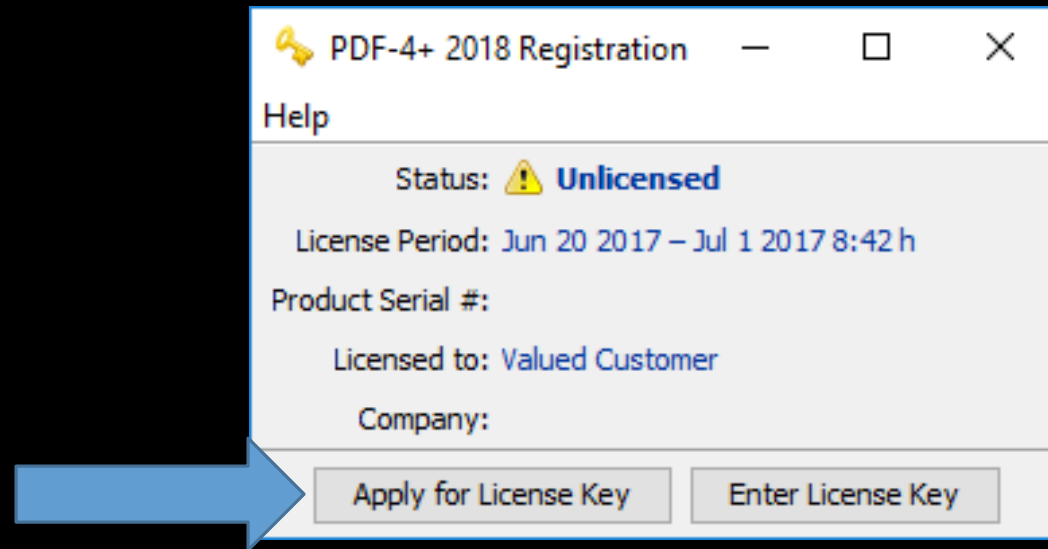 PDF-4+ 2018 Registration
Help
Status: Unlicensed
License Period: Jun 20 2017 – Jul 1 2017 8:42 h
Product Serial #:
Licensed to: Valued Customer
Company:
Apply for License Key Enter License Key